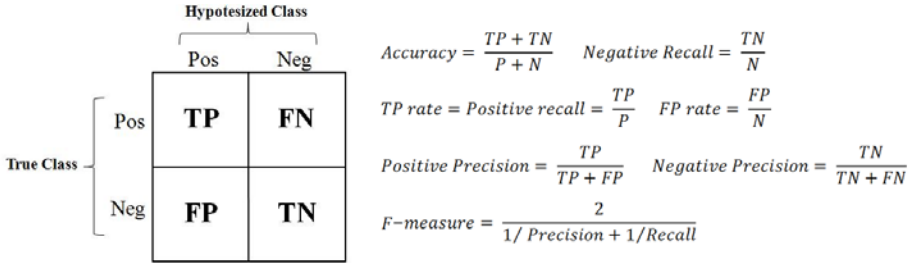 Hypotesized Class
Pos Neg
True Class
Pos TP FN
Neg FP TN
Accuracy = (TP + TN)/(P + N) Negative Recall = TN/N
TP rate = Positive recall = TP/P FP rate = FP/N
Positive Precision = TP/(TP + FP) Negative Precision = TN/(TN + FN)
F−measure = 2/(1/ Precision + 1/Recall)